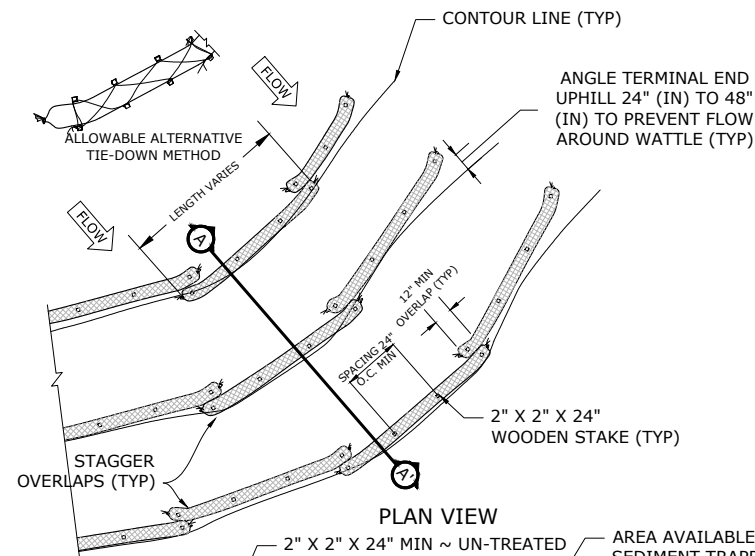 CONTOUR LINE (TYP)
FLOW
ANGLE TERMINAL END
UPHILL 24" (IN) TO 48"
(IN) TO PREVENT FLOW
AROUND WATTLE (TYP)
ALLOWABLE ALTERNATIVE
TIE-DOWN METHOD
LENGTH VARIES
FLOW
A
12" MIN
OVERLAP (TYP)
SPACING 24"
O.C. MIN
2" X 2" X 24"
WOODEN STAKE (TYP)
STAGGER
OVERLAPS (TYP)
A'
PLAN VIEW
2" X 2" X 24" MIN ~ UN-TREATED
AREA AVAILABLE
SEDIMENT TRAPP